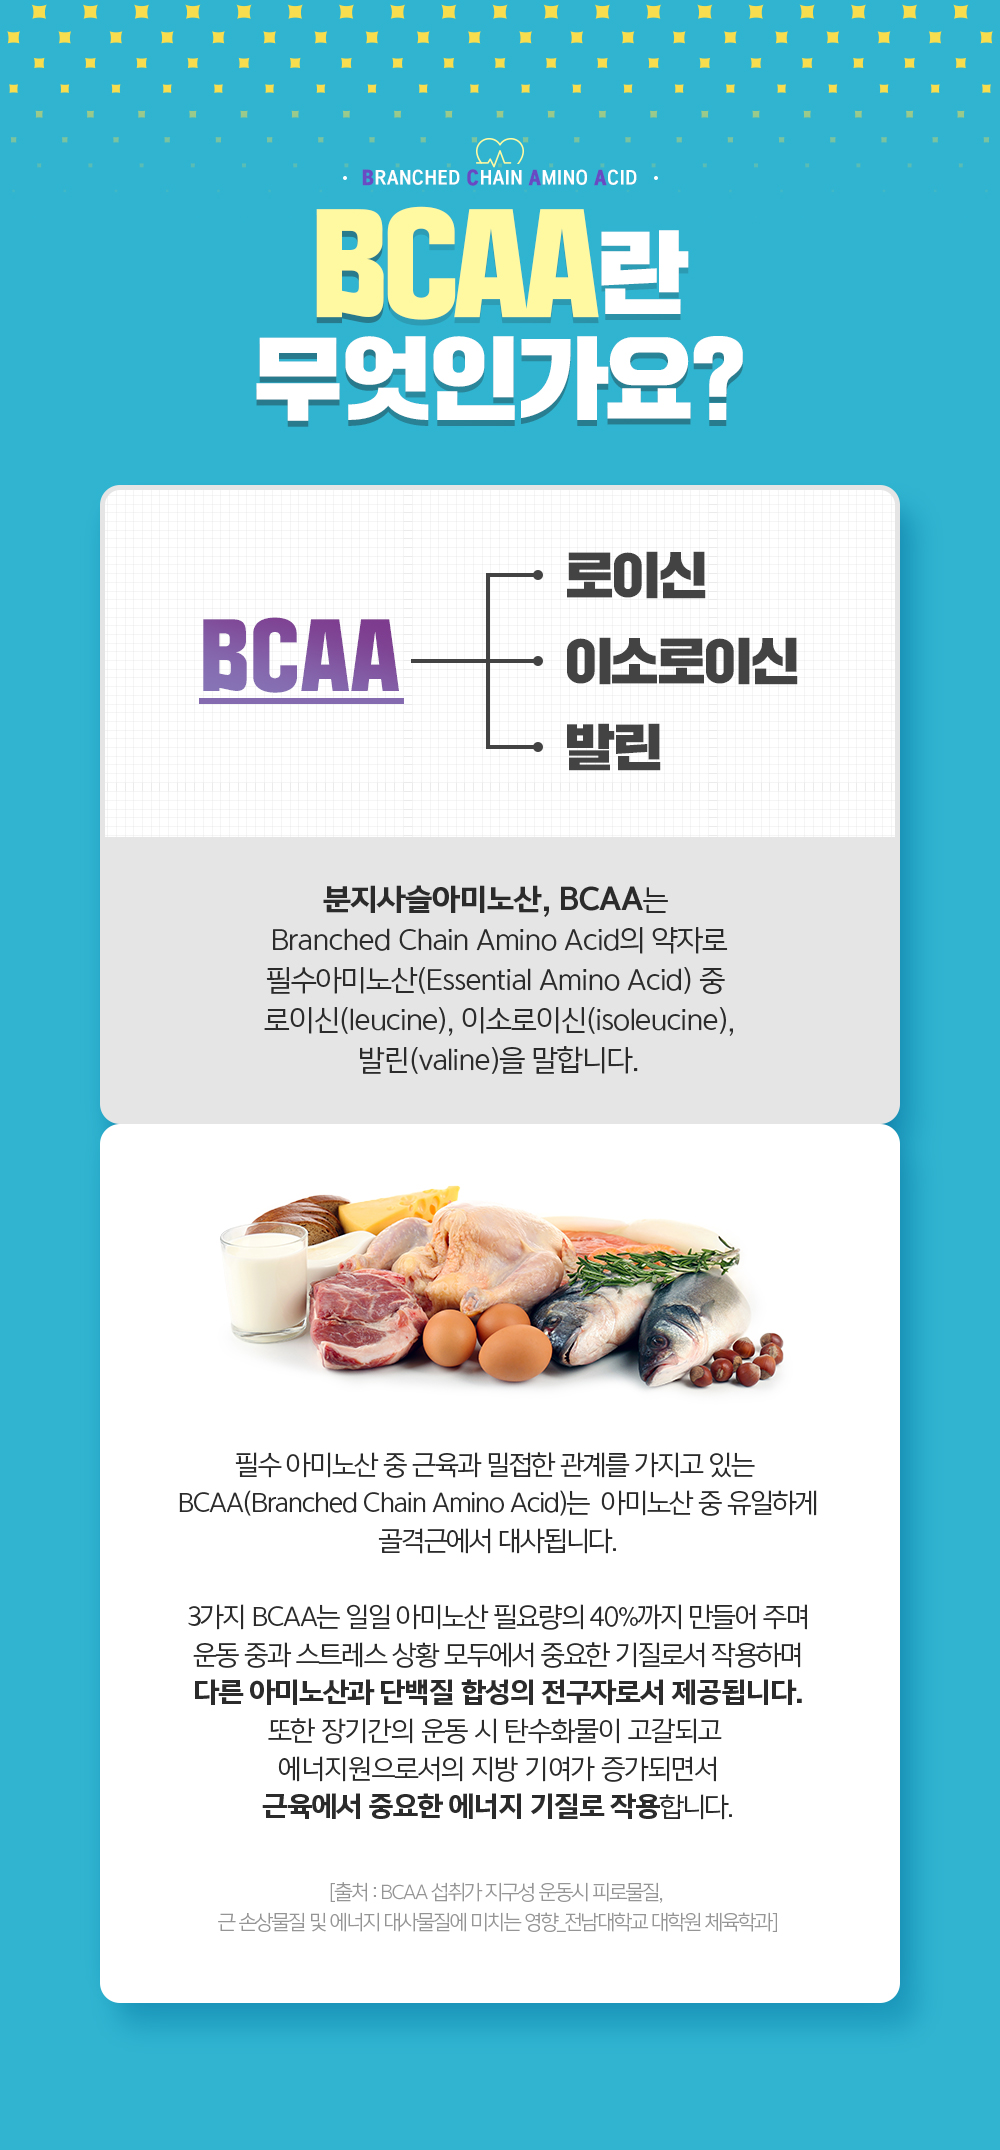 · BRANCHED CHAIN AMINO ACID ·
BCAA란
무엇인가요?
BCAA
로이신
이소로이신
발린
분지사슬아미노산, BCAA는
Branched Chain Amino Acid의 약자로
필수아미노산(Essential Amino Acid) 중
로이신(leucine), 이소로이신(isoleucine),
발린(valine)을 말합니다.
필수 아미노산 중 근육과 밀접한 관계를 가지고 있는
BCAA(Branched Chain Amino Acid)는 아미노산 중 유일하게
골격근에서 대사됩니다.
3가지 BCAA는 일일 아미노산 필요량의 40%까지 만들어 주며
운동 중과 스트레스 상황 모두에서 중요한 기질로서 작용하며
다른 아미노산과 단백질 합성의 전구자로서 제공됩니다.
또한 장기간의 운동 시 탄수화물이 고갈되고
에너지원으로서의 지방 기여가 증가되면서
근육에서 중요한 에너지 기질로 작용합니다.
[출처 : BCAA 섭취가 지구성 운동시 피로물질,
근 손상물질 및 에너지 대사물질에 미치는 영향_전남대학교 대학원 체육학과]